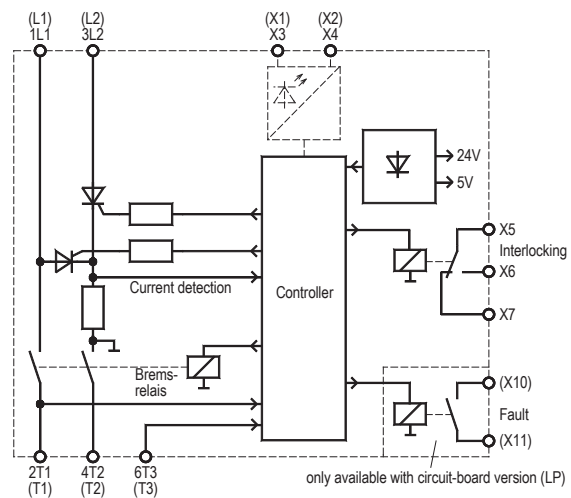 (L1) (L2) (X1) (X2)
1L1 3L2 X3 X4
24V
5V
X5
Interlocking
X6
Current detection
Controller
X7
Brems-
relais
(X10)
Fault
(X11)
2T1 4T2 6T3
(T1) (T2) (T3)
only available with circuit-board version (LP)